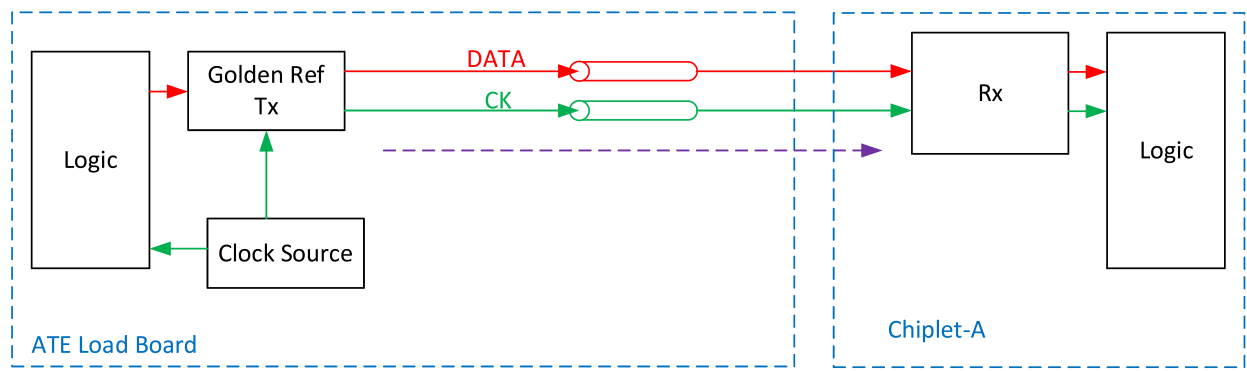 Logic
Golden Ref
Tx
Clock Source
DATA
CK
ATE Load Board
Rx
Logic
Chiplet-A